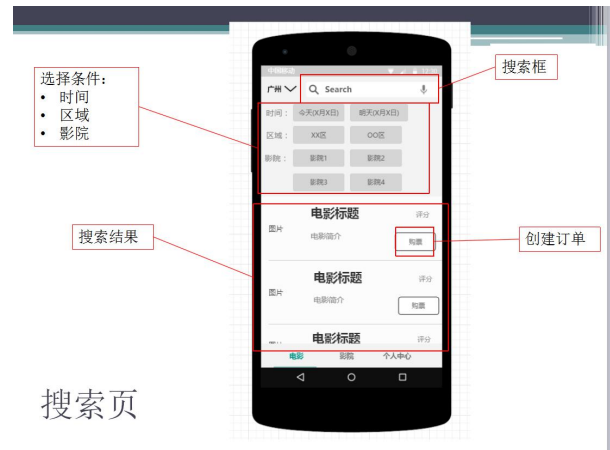 选择条件:
• 时间
• 区域
• 影院
搜索框
中国移动
广州
Search
时间: 今天(X月X日) 明天(X月X日)
区域: XX区 OO区
影院: 影院1 影院2
影院3 影院4
搜索结果
电影标题 评分
图片
电影简介
购票
创建订单
电影标题 评分
图片
电影简介
购票
电影标题 评分
电影 影院 个人中心
搜索页